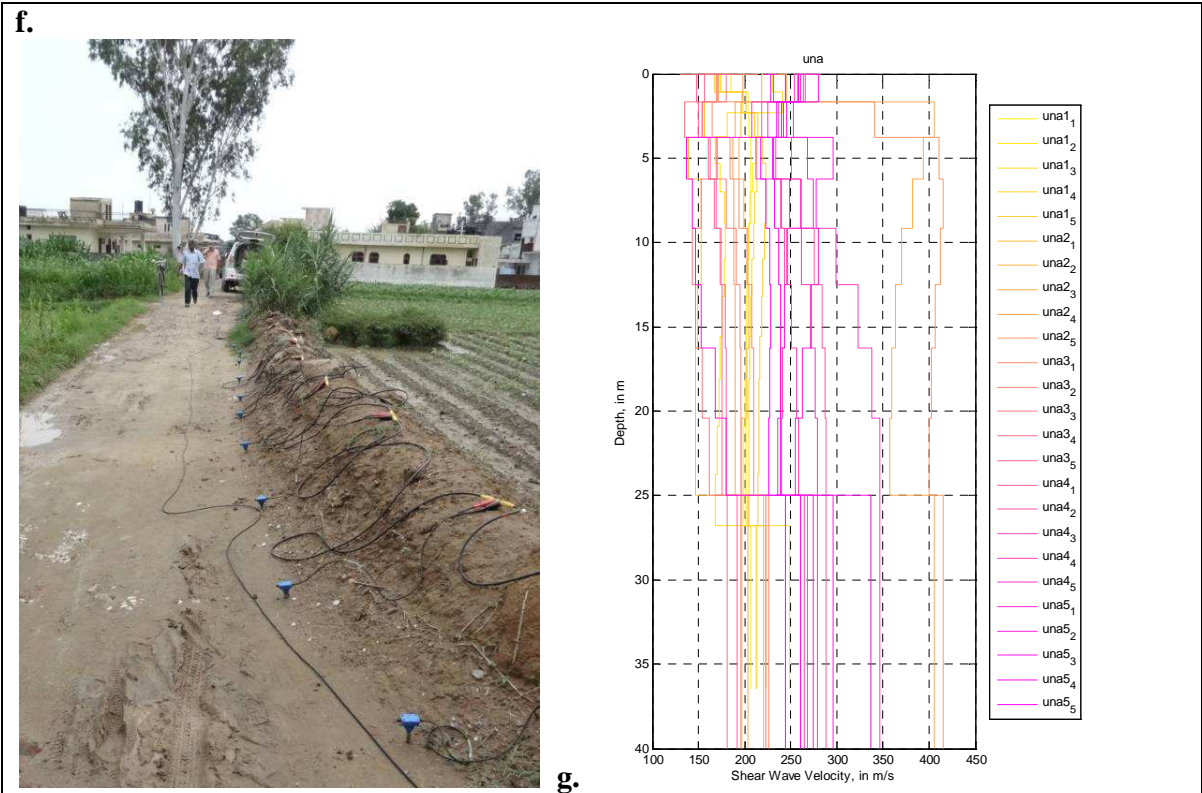 f.
g.
una
0
5
10
15
20
25
30
35
40
Depth, in m
100 150 200 250 300 350 400 450
Shear Wave Velocity, in m/s
una1₁
una1₂
una1₃
una1₄
una1₅
una2₁
una2₂
una2₃
una2₄
una2₅
una3₁
una3₂
una3₃
una3₄
una3₅
una4₁
una4₂
una4₃
una4₄
una4₅
una5₁
una5₂
una5₃
una5₄
una5₅